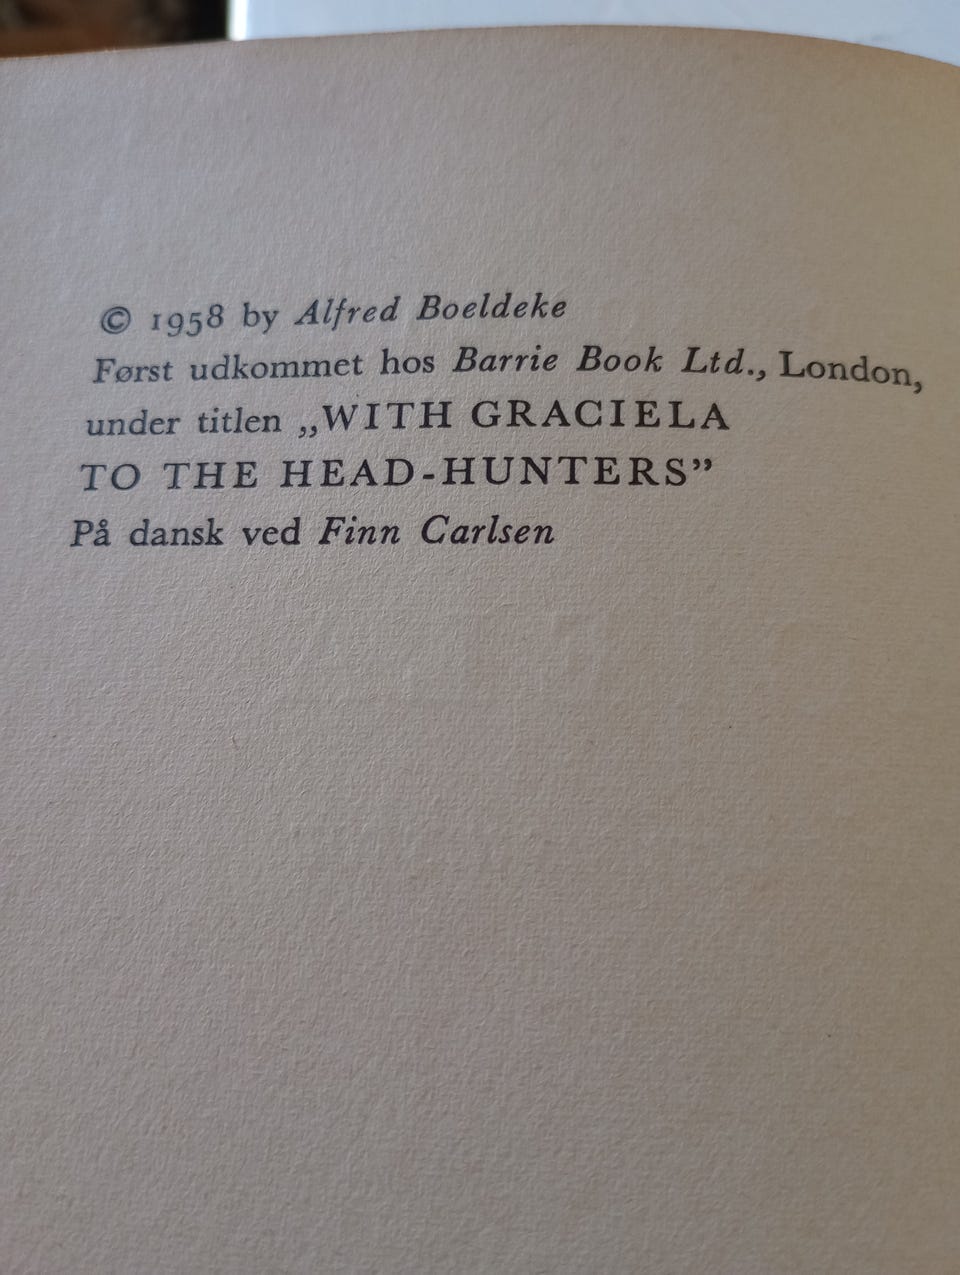 © 1958 by Alfred Boeldeke
Først udkommet hos Barrie Book Ltd., London,
under titlen „WITH GRACIELA
TO THE HEAD-HUNTERS”
På dansk ved Finn Carlsen